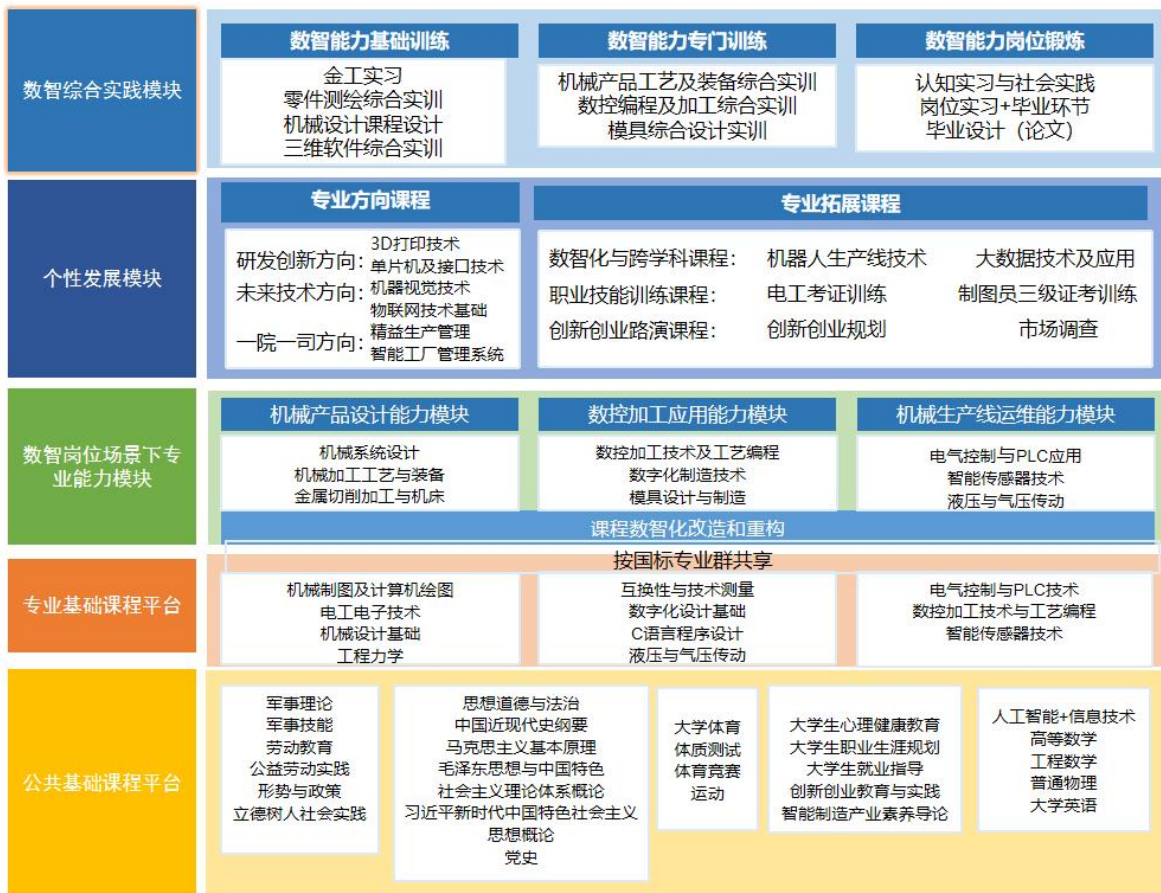 数智综合实践模块
数智能力基础训练
金工实习
零件测绘综合实训
机械设计课程设计
三维软件综合实训
数智能力专门训练
机械产品工艺及装备综合实训
数控编程及加工综合实训
模具综合设计实训
数智能力岗位锻炼
认知实习与社会实践
岗位实习+毕业环节
毕业设计（论文）
个性发展模块
专业方向课程
研发创新方向：
3D打印技术
单片机及接口技术
未来技术方向：
机器视觉技术
物联网技术基础
一院一司方向：
精益生产管理
智能工厂管理系统
专业拓展课程
数智化与跨学科课程： 机器人生产线技术 大数据技术及应用
职业技能训练课程： 电工考证训练 制图员三级证考训练
创新创业路演课程： 创新创业规划 市场调查
数智岗位场景下专
业能力模块
机械产品设计能力模块
机械系统设计
机械加工工艺与装备
金属切削加工与机床
数控加工应用能力模块
数控加工技术及工艺编程
数字化制造技术
模具设计与制造
机械生产线运维能力模块
电气控制与PLC应用
智能传感器技术
液压与气压传动
课程数智化改造和重构
按国标专业群共享
专业基础课程平台
机械制图及计算机绘图
电工电子技术
机械设计基础
工程力学
互换性与技术测量
数字化设计基础
C语言程序设计
液压与气压传动
电气控制与PLC技术
数控加工技术与工艺编程
智能传感器技术
公共基础课程平台
军事理论
军事技能
劳动教育
公益劳动实践
形势与政策
立德树人社会实践
思想道德与法治
中国近现代史纲要
马克思主义基本原理
毛泽东思想与中国特色
社会主义理论体系概论
习近平新时代中国特色社会主义
思想概论
党史
大学体育
体质测试
体育竞赛
运动
大学生心理健康教育
大学生职业生涯规划
大学生就业指导
创新创业教育与实践
智能制造产业素养导论
人工智能+信息技术
高等数学
工程数学
普通物理
大学英语